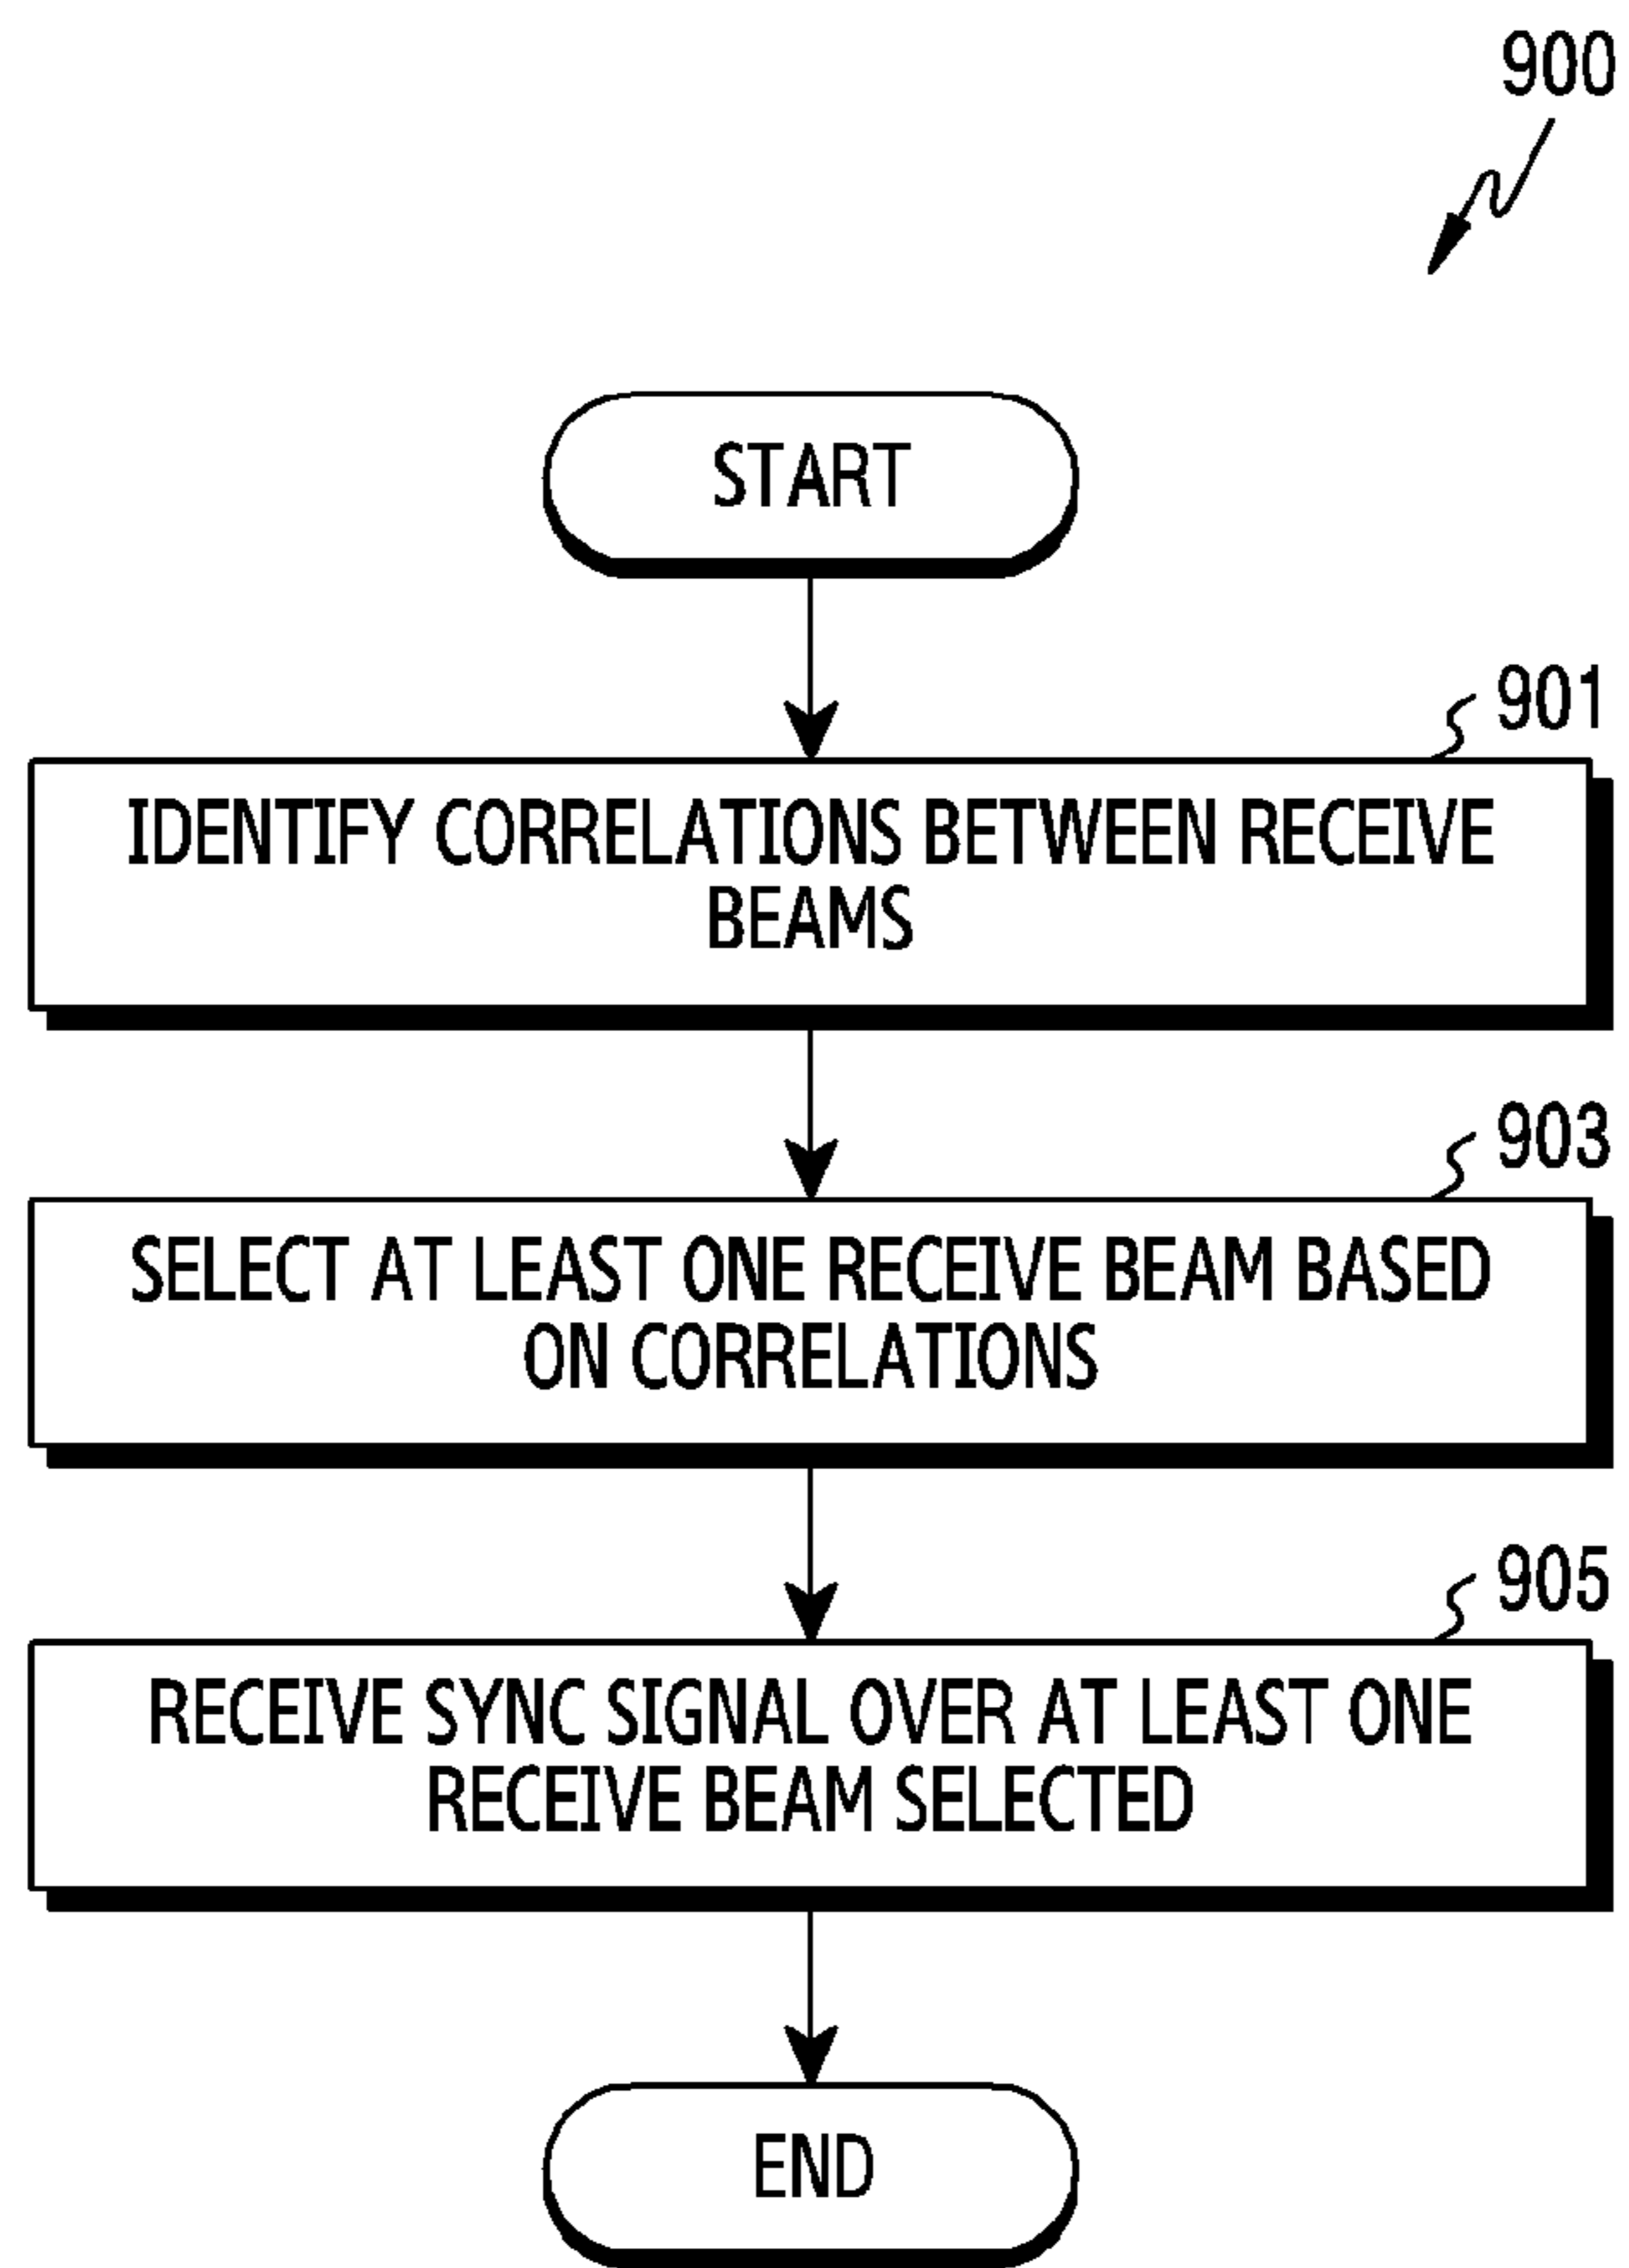 900
START
901
IDENTIFY CORRELATIONS BETWEEN RECEIVE
BEAMS
903
SELECT AT LEAST ONE RECEIVE BEAM BASED
ON CORRELATIONS
905
RECEIVE SYNC SIGNAL OVER AT LEAST ONE
RECEIVE BEAM SELECTED
END